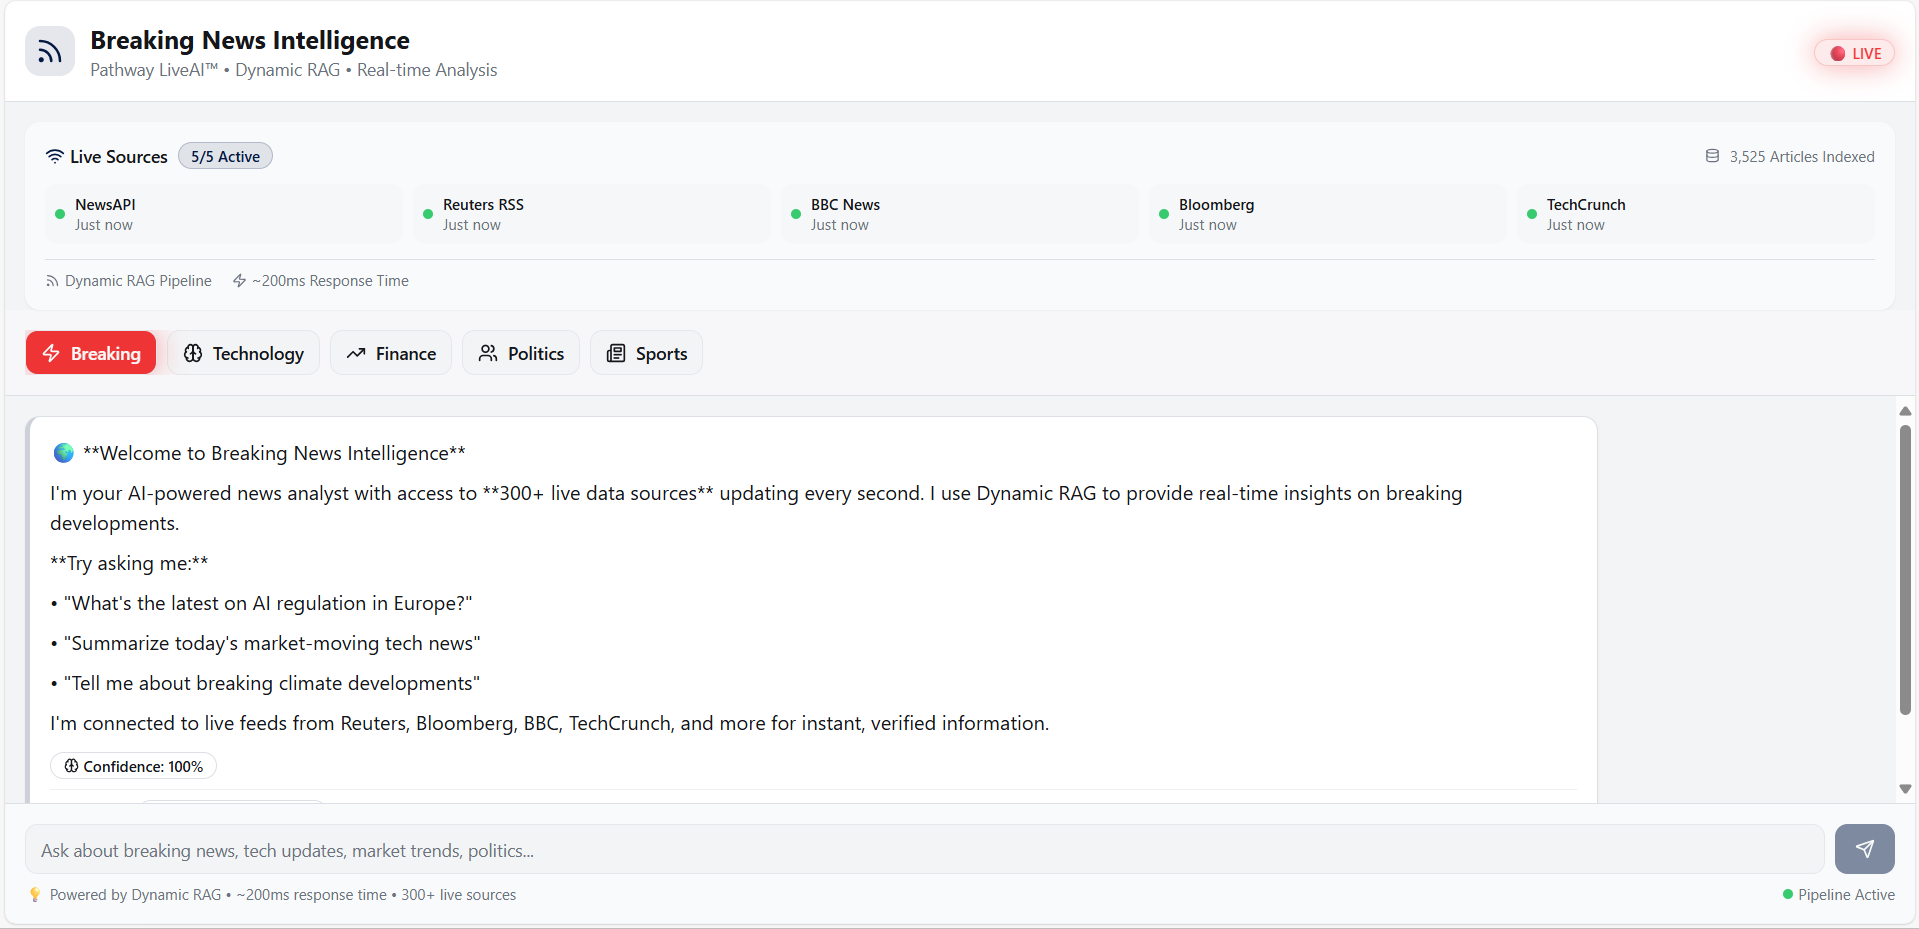 Breaking News Intelligence
Pathway LiveAI™ • Dynamic RAG • Real-time Analysis
LIVE
Live Sources
5/5 Active
3,525 Articles Indexed
NewsAPI
Just now
Reuters RSS
Just now
BBC News
Just now
Bloomberg
Just now
TechCrunch
Just now
Dynamic RAG Pipeline
~200ms Response Time
Breaking
Technology
Finance
Politics
Sports
**Welcome to Breaking News Intelligence**
I'm your AI-powered news analyst with access to **300+ live data sources** updating every second. I use Dynamic RAG to provide real-time insights on breaking
developments.
**Try asking me:**
• "What's the latest on AI regulation in Europe?"
• "Summarize today's market-moving tech news"
• "Tell me about breaking climate developments"
I'm connected to live feeds from Reuters, Bloomberg, BBC, TechCrunch, and more for instant, verified information.
Confidence: 100%
Ask about breaking news, tech updates, market trends, politics...
Powered by Dynamic RAG • ~200ms response time • 300+ live sources
Pipeline Active